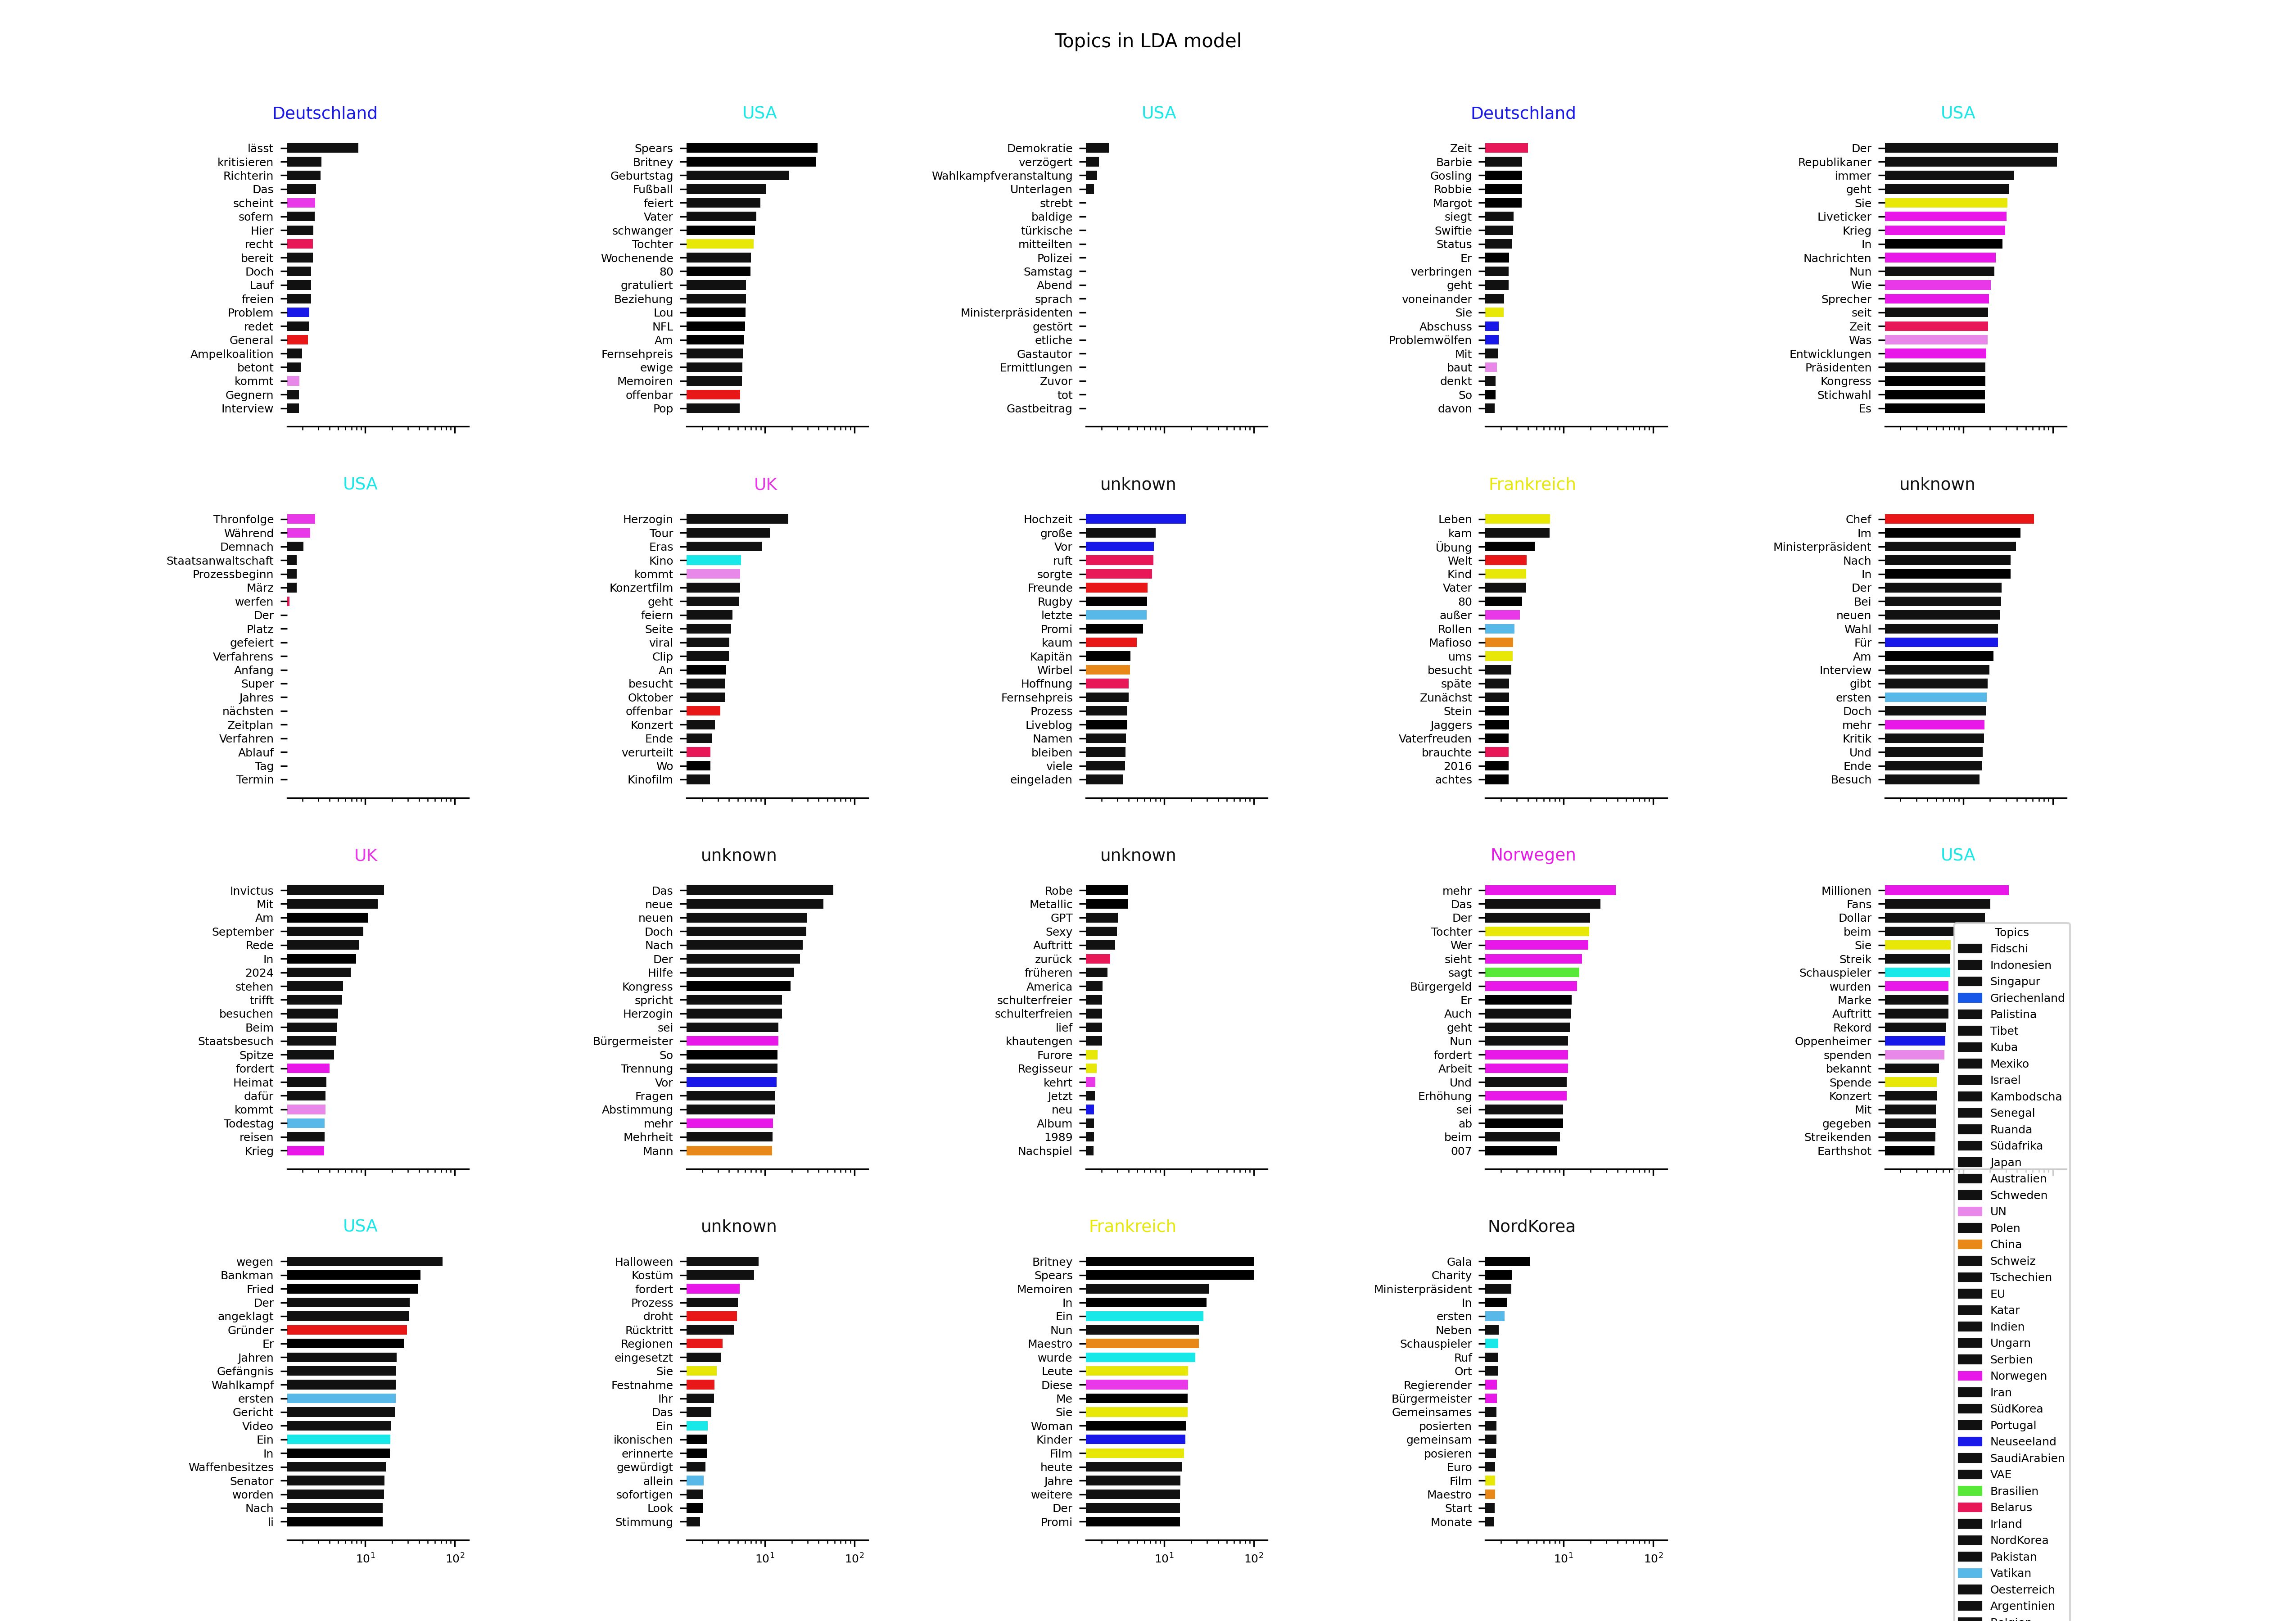 Topics in LDA model
Deutschland
lässt
kritisieren
Richterin
Das
scheint
sofern
Hier
recht
bereit
Doch
Lauf
freien
Problem
redet
General
Ampelkoalition
betont
kommt
Gegnern
Interview
USA
Spears
Britney
Geburtstag
Fußball
feiert
Vater
schwanger
Tochter
Wochenende
80
gratuliert
Beziehung
Lou
NFL
Am
Fernsehpreis
ewige
Memoiren
offenbar
Pop
USA
Demokratie
verzögert
Wahlkampfveranstaltung
Unterlagen
strebt
baldige
türkische
mitteilten
Polizei
Samstag
Abend
sprach
Ministerpräsidenten
gestört
etliche
Gastautor
Ermittlungen
Zuvor
tot
Gastbeitrag
Deutschland
Zeit
Barbie
Gosling
Robbie
Margot
siegt
Swiftie
Status
Er
verbringen
geht
voneinander
Sie
Abschuss
Problemwölfen
Mit
baut
denkt
So
davon
USA
Der
Republikaner
immer
geht
Sie
Liveticker
Krieg
In
Nachrichten
Nun
Wie
Sprecher
seit
Zeit
Was
Entwicklungen
Präsidenten
Kongress
Stichwahl
Es
USA
Thronfolge
Während
Demnach
Staatsanwaltschaft
Prozessbeginn
März
werfen
Der
Platz
gefeiert
Verfahrens
Anfang
Super
Jahres
nächsten
Zeitplan
Verfahren
Ablauf
Tag
Termin
UK
Herzogin
Tour
Eras
Kino
kommt
Konzertfilm
geht
feiern
Seite
viral
Clip
An
besucht
Oktober
offenbar
Konzert
Ende
verurteilt
Wo
Kinofilm
unknown
Hochzeit
große
Vor
ruft
sorgte
Freunde
Rugby
letzte
Promi
kaum
Kapitän
Wirbel
Hoffnung
Fernsehpreis
Prozess
Liveblog
Namen
bleiben
viele
eingeladen
Frankreich
Leben
kam
Übung
Welt
Kind
Vater
80
außer
Rollen
Mafioso
ums
besucht
späte
Zunächst
Stein
Jaggers
Vaterfreuden
brauchte
2016
achtes
unknown
Chef
Im
Ministerpräsident
Nach
In
Der
Bei
neuen
Wahl
Für
Am
Interview
gibt
ersten
Doch
mehr
Kritik
Und
Ende
Besuch
UK
Invictus
Mit
Am
September
Rede
In
2024
stehen
trifft
besuchen
Beim
Staatsbesuch
Spitze
fordert
Heimat
dafür
kommt
Todestag
reisen
Krieg
unknown
Das
neue
neuen
Doch
Nach
Der
Hilfe
Kongress
spricht
Herzogin
sei
Bürgermeister
So
Trennung
Vor
Fragen
Abstimmung
mehr
Mehrheit
Mann
unknown
Robe
Metallic
GPT
Sexy
Auftritt
zurück
früheren
America
schulterfreier
schulterfreien
lief
khautengen
Furore
Regisseur
kehrt
Jetzt
neu
Album
1989
Nachspiel
Norwegen
mehr
Das
Der
Tochter
Wer
sieht
sagt
Bürgergeld
Er
Auch
geht
Nun
fordert
Arbeit
Und
Erhöhung
sei
ab
beim
007
USA
Millionen
Fans
Dollar
beim
Sie
Streik
Schauspieler
wurden
Marke
Auftritt
Rekord
Oppenheimer
spenden
bekannt
Spende
Konzert
Mit
gegeben
Streikenden
Earthshot
USA
wegen
Bankman
Fried
Der
angeklagt
Gründer
Er
Jahren
Gefängnis
Wahlkampf
ersten
Gericht
Video
Ein
In
Waffenbesitzes
Senator
worden
Nach
li
10¹ 10²
unknown
Halloween
Kostüm
fordert
Prozess
droht
Rücktritt
Regionen
eingesetzt
Sie
Festnahme
Ihr
Das
Ein
ikonischen
erinnerte
gewürdigt
allein
sofortigen
Look
Stimmung
10¹ 10²
Frankreich
Britney
Spears
Memoiren
In
Ein
Nun
Maestro
wurde
Leute
Diese
Me
Sie
Woman
Kinder
Film
heute
Jahre
weitere
Der
Promi
10¹ 10²
NordKorea
Gala
Charity
Ministerpräsident
In
ersten
Neben
Schauspieler
Ruf
Ort
Regierender
Bürgermeister
Gemeinsames
posierten
gemeinsam
posieren
Euro
Film
Maestro
Start
Monate
10¹ 10²
Topics
Fidschi
Indonesien
Singapur
Griechenland
Palistina
Tibet
Kuba
Mexiko
Israel
Kambodscha
Senegal
Ruanda
Südafrika
Japan
Australien
Schweden
UN
Polen
China
Schweiz
Tschechien
EU
Katar
Indien
Ungarn
Serbien
Norwegen
Iran
SüdKorea
Portugal
Neuseeland
SaudiArabien
VAE
Brasilien
Belarus
Irland
NordKorea
Pakistan
Vatikan
Oesterreich
Argentinien